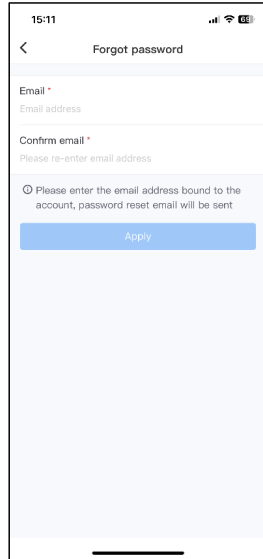 15:11
69
Forgot password
Email *
Email address
Confirm email *
Please re-enter email address
Please enter the email address bound to the
account, password reset email will be sent
Apply